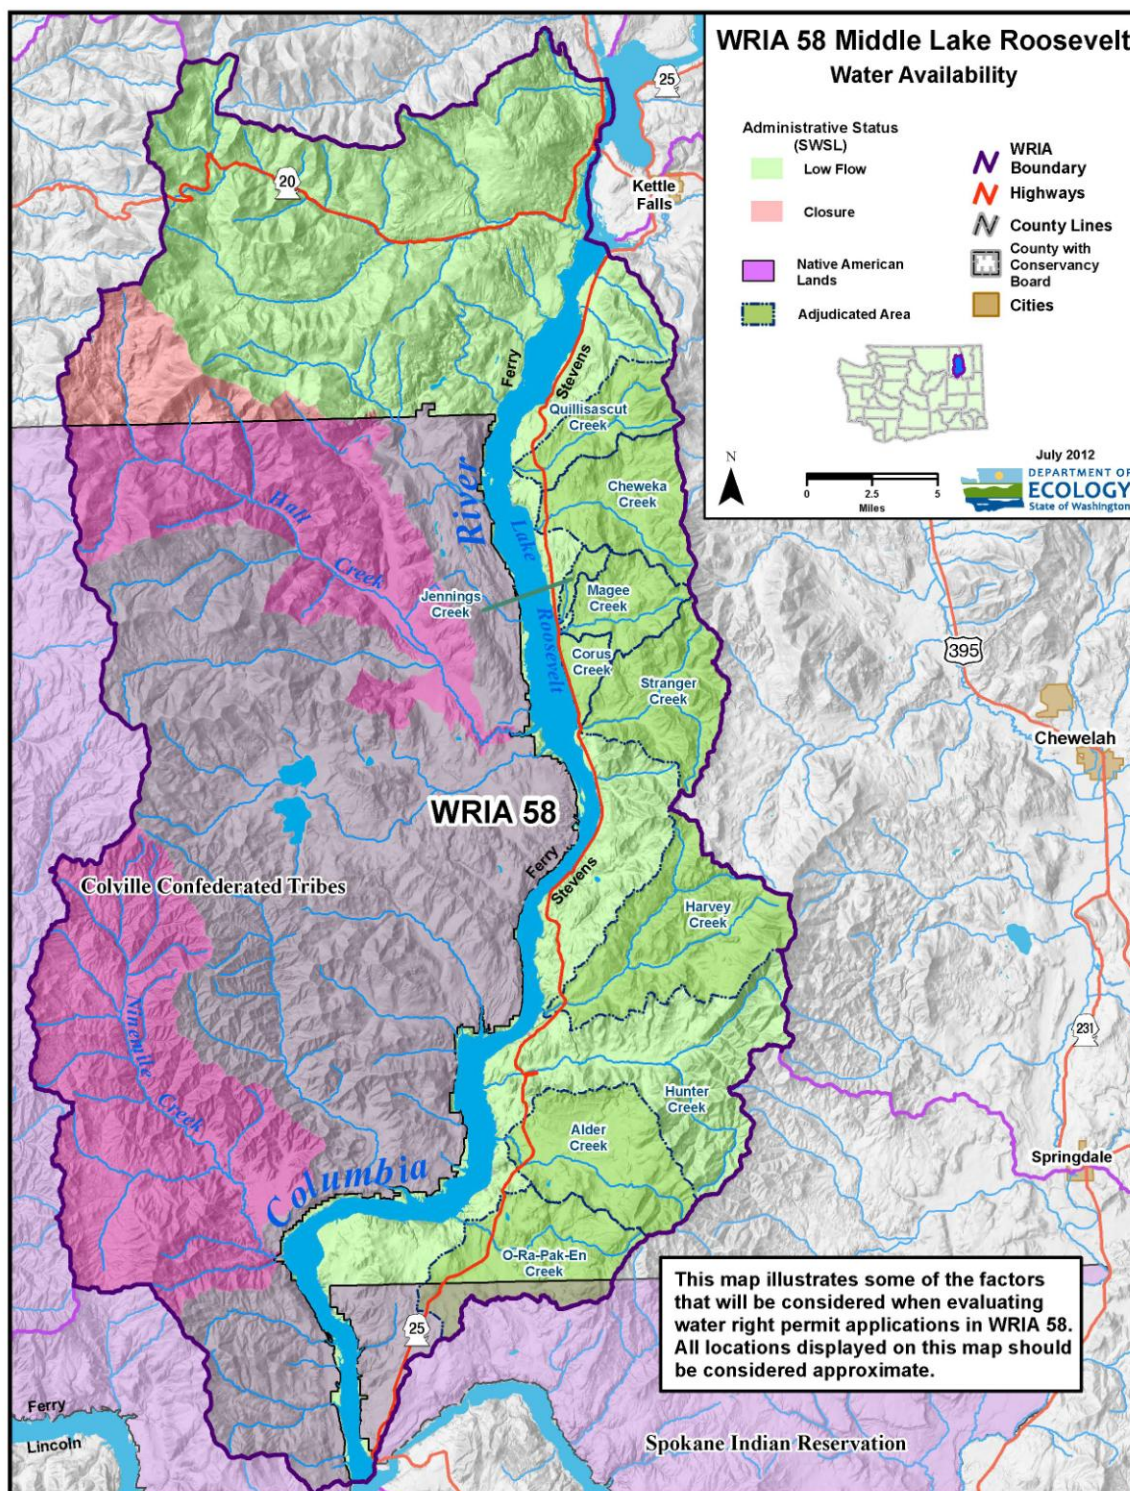 WRIA 58 Middle Lake Roosevelt
Water Availability
Administrative Status
(SWSL)
Low Flow
Closure
Native American
Lands
Adjudicated Area
WRIA
Boundary
Highways
County Lines
County with
Conservancy
Board
Cities
July 2012
N
0 2.5 5
Miles
DEPARTMENT OF
ECOLOGY
State of Washington
25
20
Kettle
Falls
Ferry
Stevens
Quillisascut
Creek
Cheweka
Creek
River
Lake
Roosevelt
Hall
Creek
Jennings
Creek
Magee
Creek
Corus
Creek
Stranger
Creek
395
Chewelah
WRIA 58
Ferry
Stevens
Colville Confederated Tribes
Harvey
Creek
Ninemile
Creek
231
Hunter
Creek
Alder
Creek
Springdale
Columbia
O-Ra-Pak-En
Creek
25
This map illustrates some of the factors
that will be considered when evaluating
water right permit applications in WRIA 58.
All locations displayed on this map should
be considered approximate.
Ferry
Lincoln
Spokane Indian Reservation